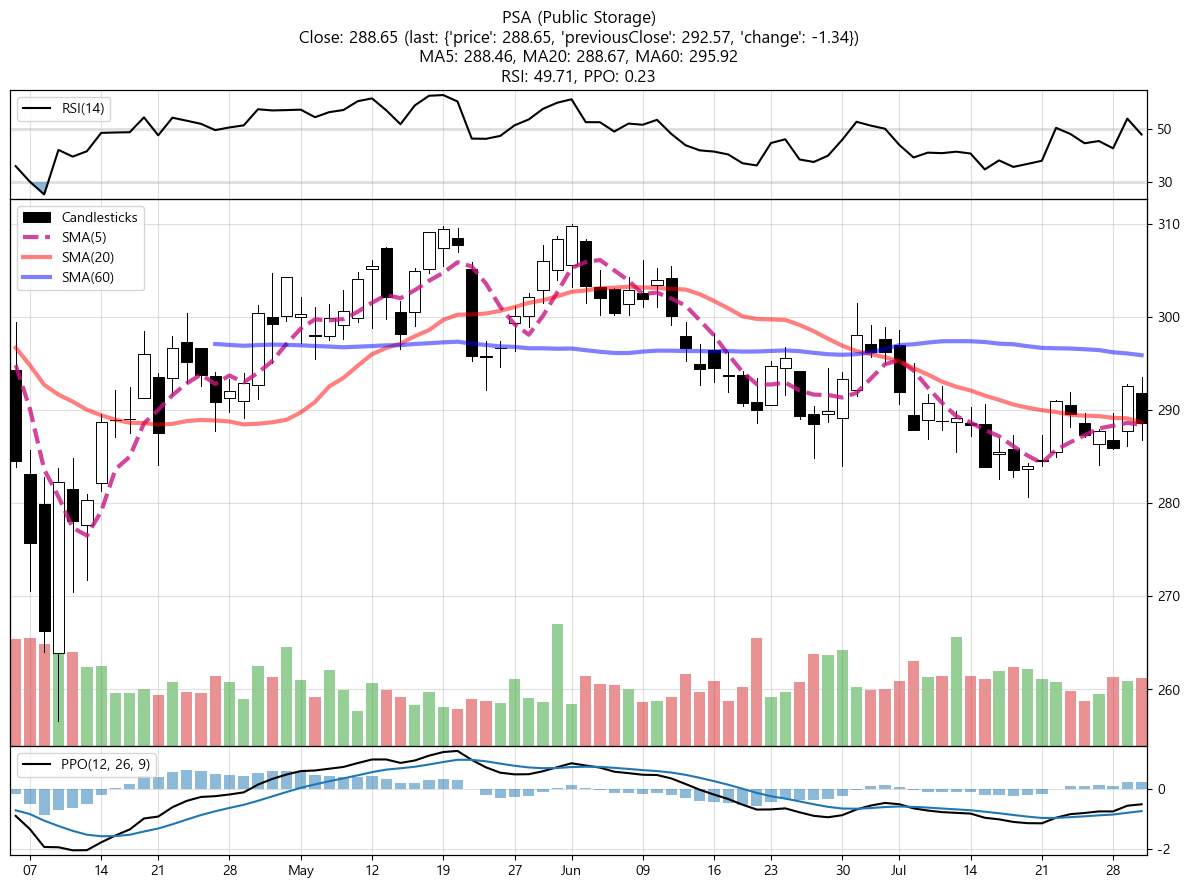 PSA (Public Storage)
Close: 288.65 (last: {'price': 288.65, 'previousClose': 292.57, 'change': -1.34})
MA5: 288.46, MA20: 288.67, MA60: 295.92
RSI: 49.71, PPO: 0.23
RSI(14)
50
30
Candlesticks
SMA(5)
SMA(20)
SMA(60)
310
300
290
280
270
260
PPO(12, 26, 9)
0
-2
07 14 21 28 May 12 19 27 Jun 09 16 23 30 Jul 14 21 28